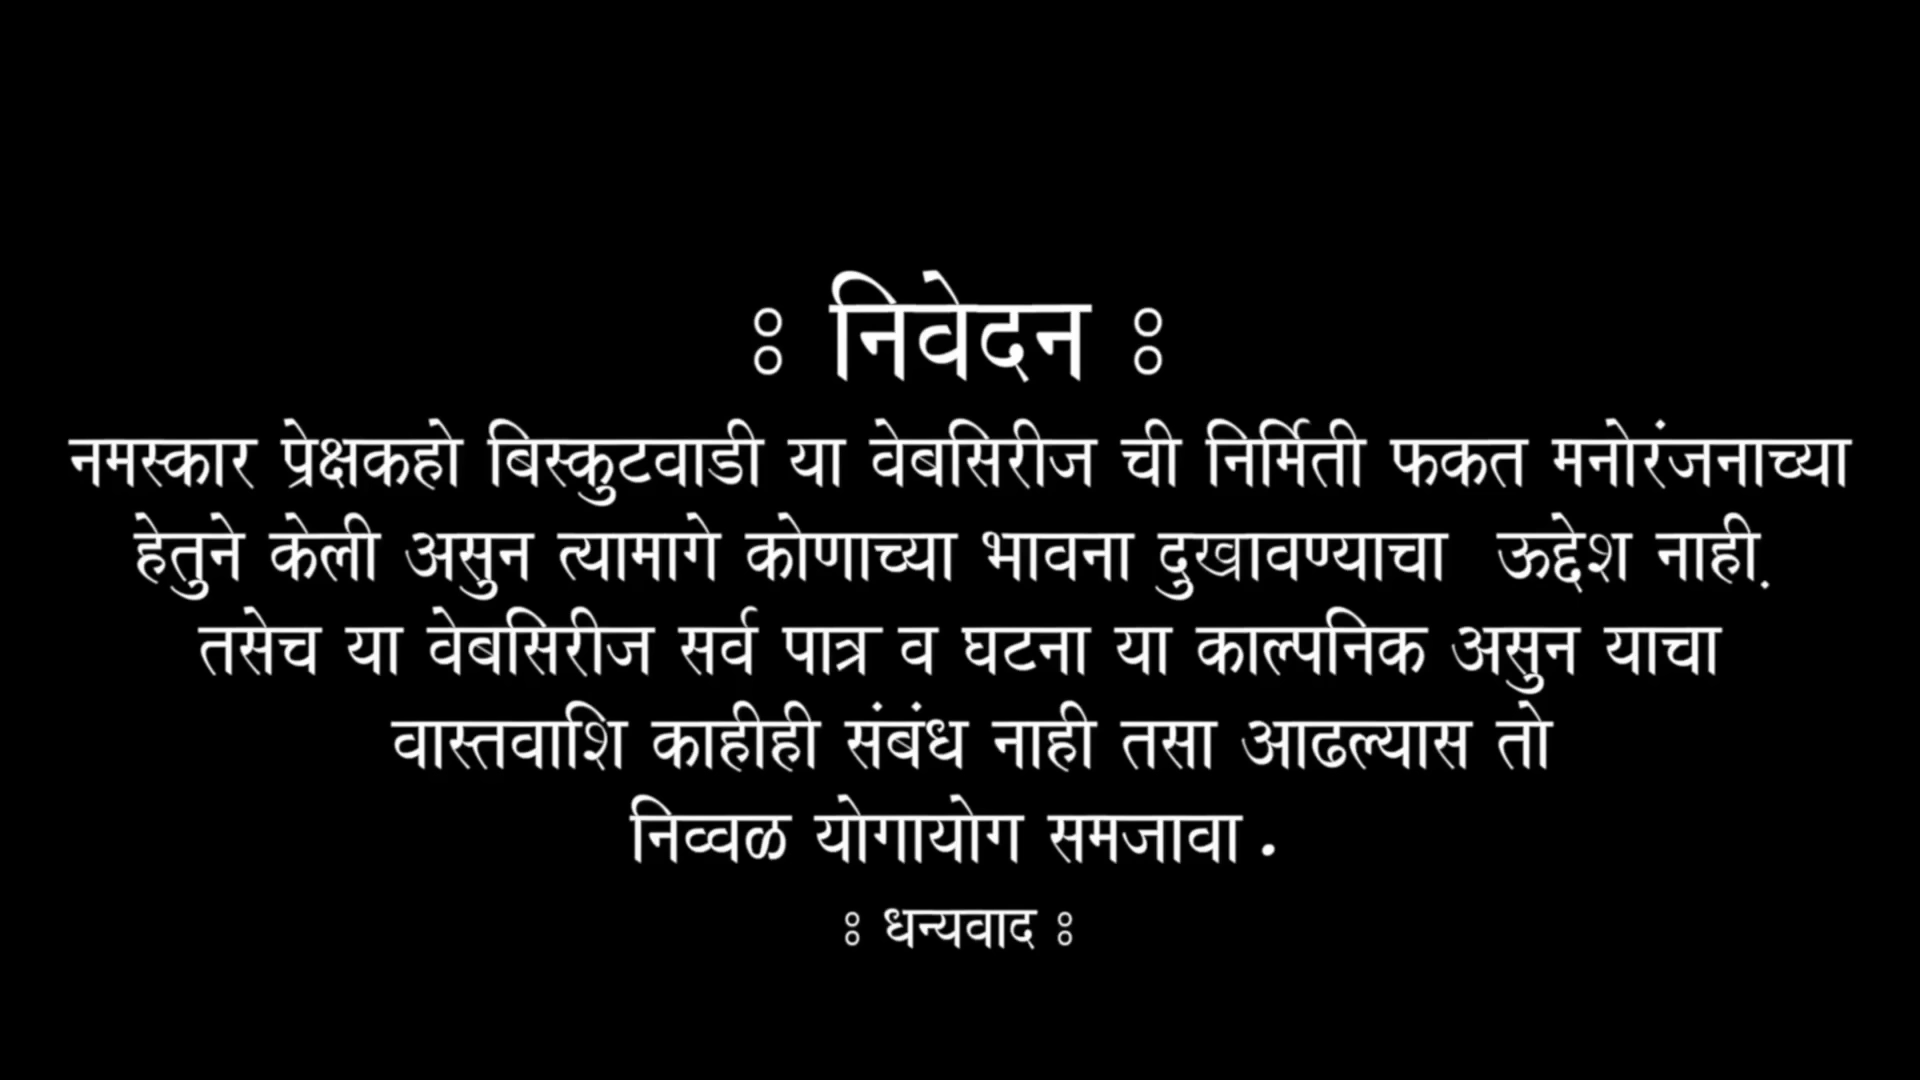 ः निवेदन ः
नमस्कार प्रेक्षकहो बिस्कुटवाडी या वेबसिरीज ची निर्मिती फकत मनोरंजनाच्या
हेतुने केली असुन त्यामागे कोणाच्या भावना दुखावण्याचा ऊद्देश नाही.
तसेच या वेबसिरीज सर्व पात्र व घटना या काल्पनिक असुन याचा
वास्तवाशि काहीही संबंध नाही तसा आढल्यास तो
निव्वळ योगायोग समजावा .
ः धन्यवाद ः